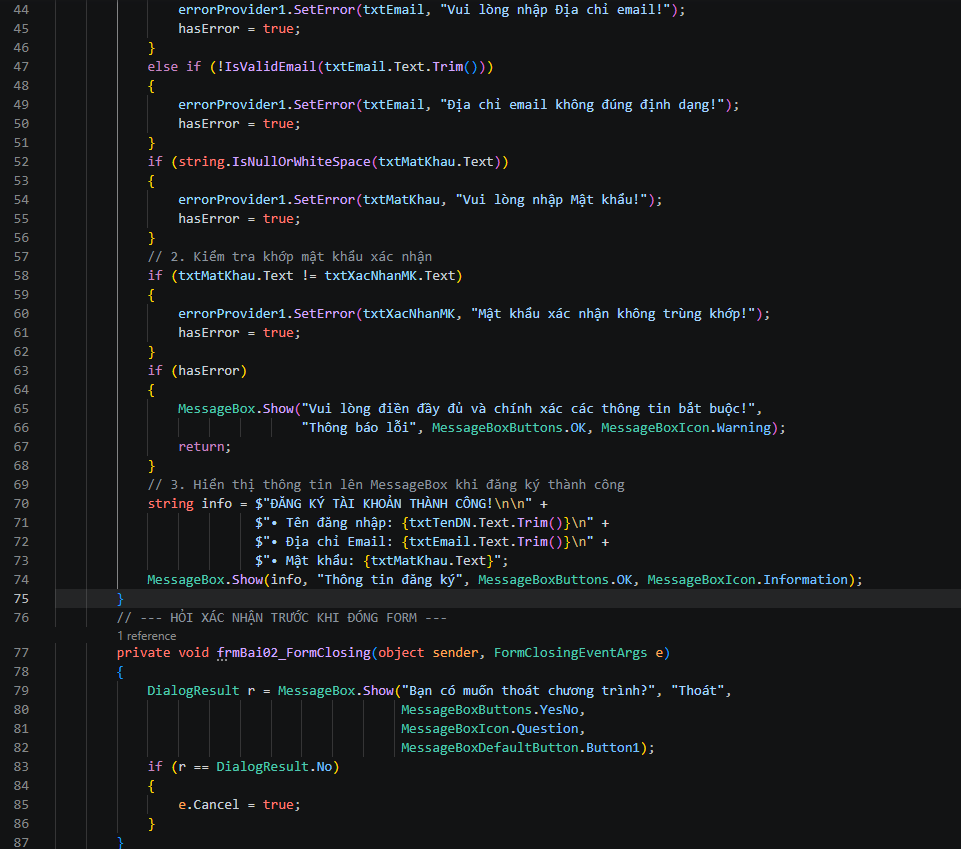 44 errorProvider1.SetError(txtEmail, "Vui lòng nhập Địa chỉ email!");
45 hasError = true;
46 }
47 else if (!IsValidEmail(txtEmail.Text.Trim()))
48 {
49 errorProvider1.SetError(txtEmail, "Địa chỉ email không đúng định dạng!");
50 hasError = true;
51 }
52 if (string.IsNullOrWhiteSpace(txtMatKhau.Text))
53 {
54 errorProvider1.SetError(txtMatKhau, "Vui lòng nhập Mật khẩu!");
55 hasError = true;
56 }
57 // 2. Kiểm tra khớp mật khẩu xác nhận
58 if (txtMatKhau.Text != txtXacNhanMK.Text)
59 {
60 errorProvider1.SetError(txtXacNhanMK, "Mật khẩu xác nhận không trùng khớp!");
61 hasError = true;
62 }
63 if (hasError)
64 {
65 MessageBox.Show("Vui lòng điền đầy đủ và chính xác các thông tin bắt buộc!",
66 "Thông báo lỗi", MessageBoxButtons.OK, MessageBoxIcon.Warning);
67 return;
68 }
69 // 3. Hiển thị thông tin lên MessageBox khi đăng ký thành công
70 string info = $"ĐĂNG KÝ TÀI KHOẢN THÀNH CÔNG!\n\n" +
71 $"• Tên đăng nhập: {txtTenDN.Text.Trim()}\n" +
72 $"• Địa chỉ Email: {txtEmail.Text.Trim()}\n" +
73 $"• Mật khẩu: {txtMatKhau.Text}";
74 MessageBox.Show(info, "Thông tin đăng ký", MessageBoxButtons.OK, MessageBoxIcon.Information);
75 }
76 // --- HỎI XÁC NHẬN TRƯỚC KHI ĐÓNG FORM ---
1 reference
77 private void frmBai02_FormClosing(object sender, FormClosingEventArgs e)
78 {
79 DialogResult r = MessageBox.Show("Bạn có muốn thoát chương trình?", "Thoát",
80 MessageBoxButtons.YesNo,
81 MessageBoxIcon.Question,
82 MessageBoxDefaultButton.Button1);
83 if (r == DialogResult.No)
84 {
85 e.Cancel = true;
86 }
87 }